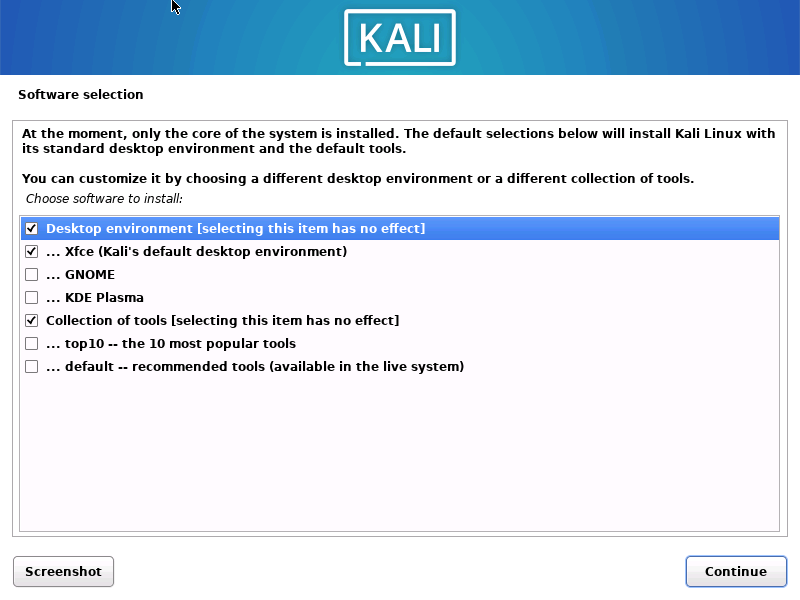 KALI
Software selection
At the moment, only the core of the system is installed. The default selections below will install Kali Linux with
its standard desktop environment and the default tools.
You can customize it by choosing a different desktop environment or a different collection of tools.
Choose software to install:
Desktop environment [selecting this item has no effect]
... Xfce (Kali's default desktop environment)
... GNOME
... KDE Plasma
Collection of tools [selecting this item has no effect]
... top10 -- the 10 most popular tools
... default -- recommended tools (available in the live system)
Screenshot
Continue